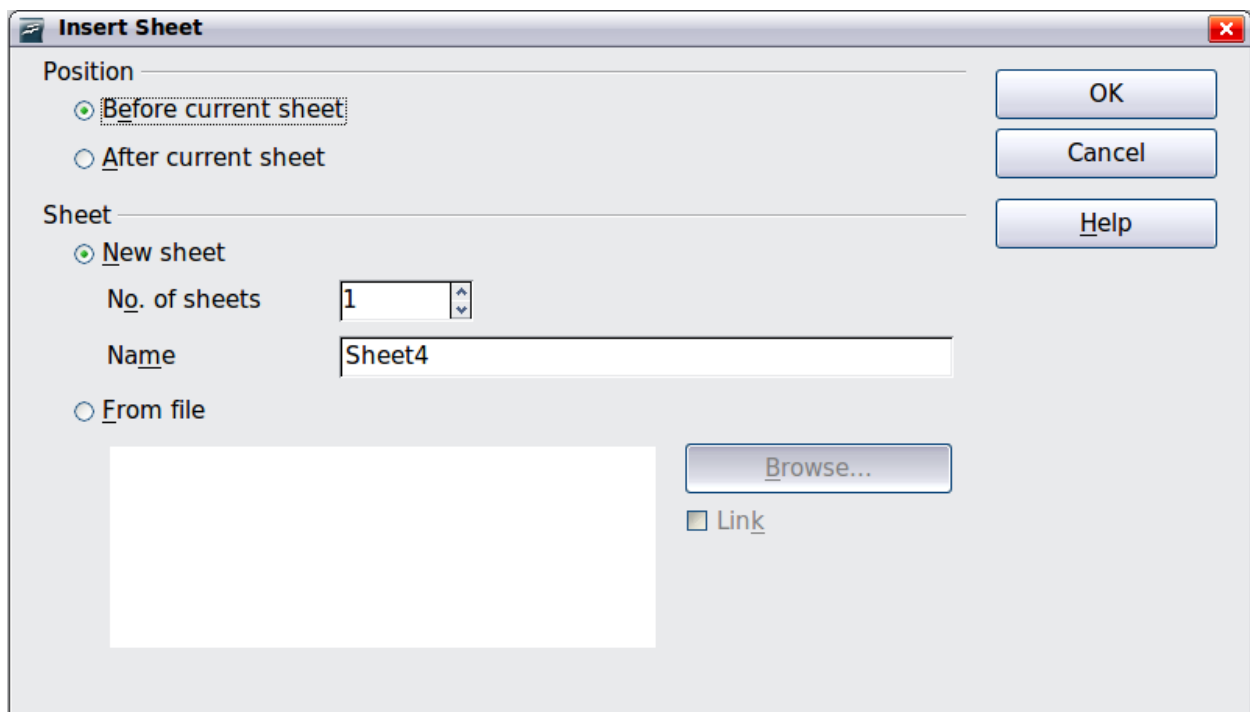 Insert Sheet
Position
Before current sheet
After current sheet
OK
Cancel
Help
Sheet
New sheet
No. of sheets 1
Name Sheet4
From file
Browse...
Link